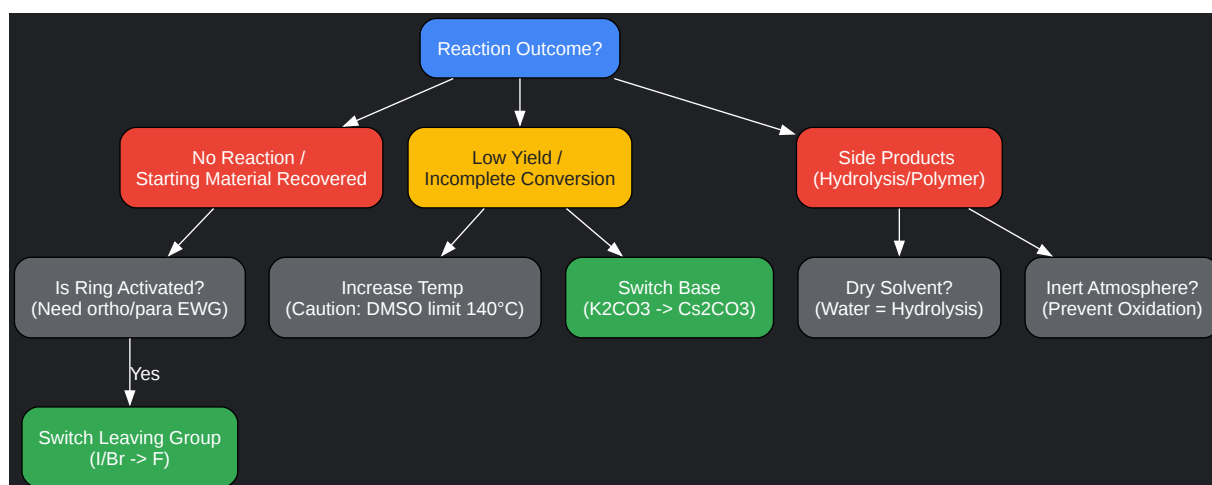 Reaction Outcome?
No Reaction /
Starting Material Recovered
Low Yield /
Incomplete Conversion
Side Products
(Hydrolysis/Polymer)
Is Ring Activated?
(Need ortho/para EWG)
Increase Temp
(Caution: DMSO limit 140°C)
Switch Base
(K2CO3 -> Cs2CO3)
Dry Solvent?
(Water = Hydrolysis)
Inert Atmosphere?
(Prevent Oxidation)
Yes
Switch Leaving Group
(I/Br -> F)